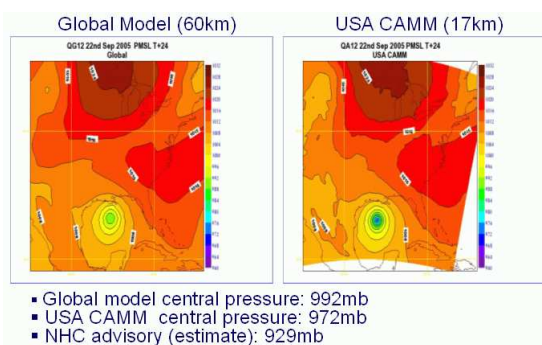 Global Model (60km)
USA CAMM (17km)
QG12 22nd Sep 2005 PMSL T+24
Global
QA12 22nd Sep 2005 PMSL T+24
USA CAMM
▪ Global model central pressure: 992mb
▪ USA CAMM central pressure: 972mb
▪ NHC advisory (estimate): 929mb